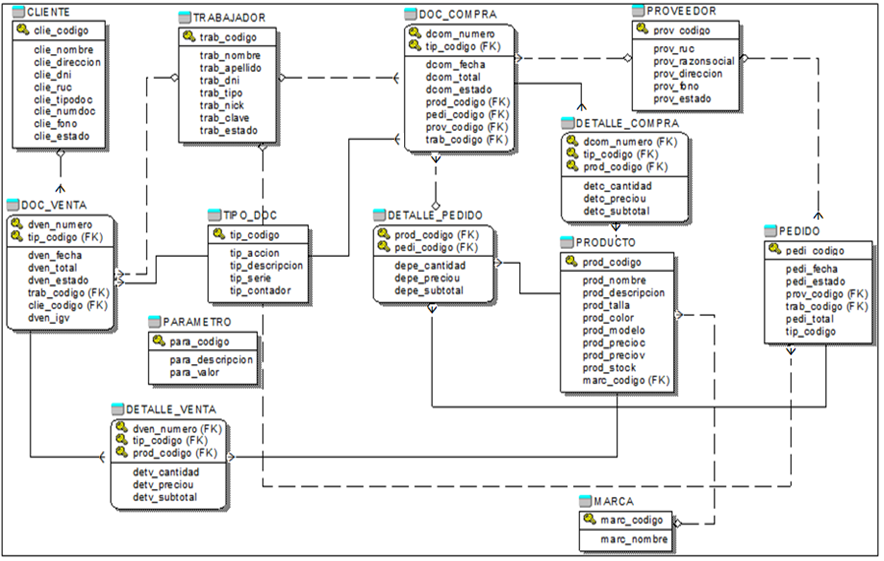 CLIENTE
clie_codigo
clie_nombre
clie_direccion
clie_dni
clie_ruc
clie_tipodoc
clie_numdoc
clie_fono
clie_estado
TRABAJADOR
trab_codigo
trab_nombre
trab_apellido
trab_dni
trab_tipo
trab_nick
trab_clave
trab_estado
DOC_COMPRA
dcom_numero
tip_codigo (FK)
dcom_fecha
dcom_total
dcom_estado
prod_codigo (FK)
pedi_codigo (FK)
prov_codigo (FK)
trab_codigo (FK)
PROVEEDOR
prov_codigo
prov_ruc
prov_razonsocial
prov_direccion
prov_fono
prov_estado
DETALLE_COMPRA
dcom_numero (FK)
tip_codigo (FK)
prod_codigo (FK)
detc_cantidad
detc_preciou
detc_subtotal
DOC_VENTA
dven_numero
tip_codigo (FK)
dven_fecha
dven_total
dven_estado
trab_codigo (FK)
clie_codigo (FK)
dven_igv
TIPO_DOC
tip_codigo
tip_accion
tip_descripcion
tip_serie
tip_contador
DETALLE_PEDIDO
prod_codigo (FK)
pedi_codigo (FK)
depe_cantidad
depe_preciou
depe_subtotal
PRODUCTO
prod_codigo
prod_nombre
prod_descripcion
prod_talla
prod_color
prod_modelo
prod_precioc
prod_preciov
prod_stock
marc_codigo (FK)
PEDIDO
pedi_codigo
pedi_fecha
pedi_estado
prov_codigo (FK)
trab_codigo (FK)
pedi_total
tip_codigo
PARAMETRO
para_codigo
para_descripcion
para_valor
DETALLE_VENTA
dven_numero (FK)
tip_codigo (FK)
prod_codigo (FK)
detv_cantidad
detv_preciou
detv_subtotal
MARCA
marc_codigo
marc_nombre